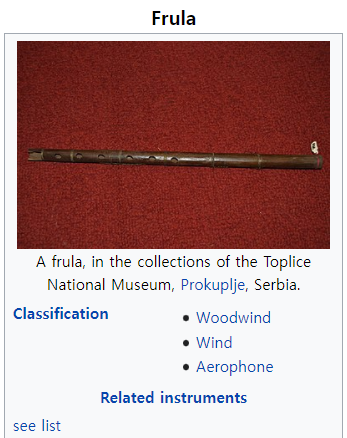 Frula
A frula, in the collections of the Toplice
National Museum, Prokuplje, Serbia.
Classification
• Woodwind
• Wind
• Aerophone
Related instruments
see list